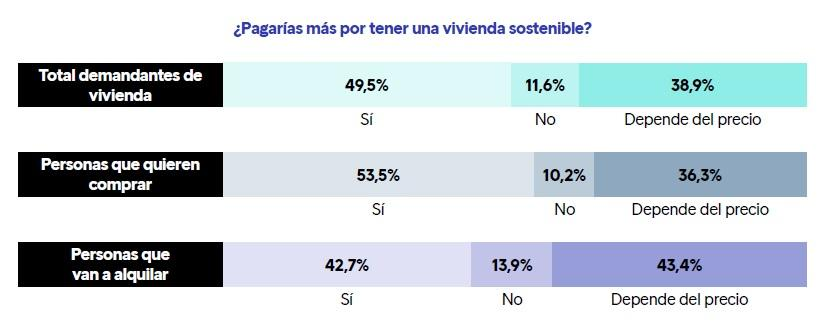 ¿Pagarías más por tener una vivienda sostenible?
Total demandantes de
vivienda
49,5%
11,6%
38,9%
Sí
No
Depende del precio
Personas que quieren
comprar
53,5%
10,2%
36,3%
Sí
No
Depende del precio
Personas que
van a alquilar
42,7%
13,9%
43,4%
Sí
No
Depende del precio